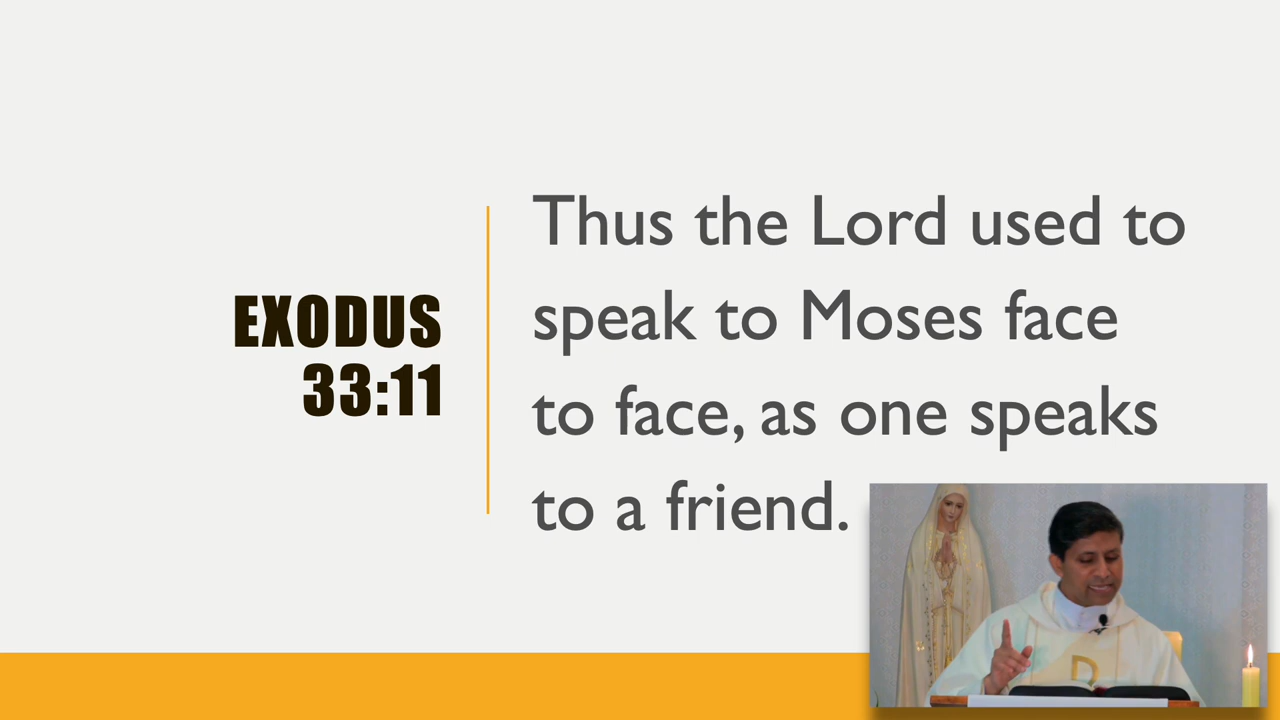 EXODUS
33:11
Thus the Lord used to
speak to Moses face
to face, as one speaks
to a friend.